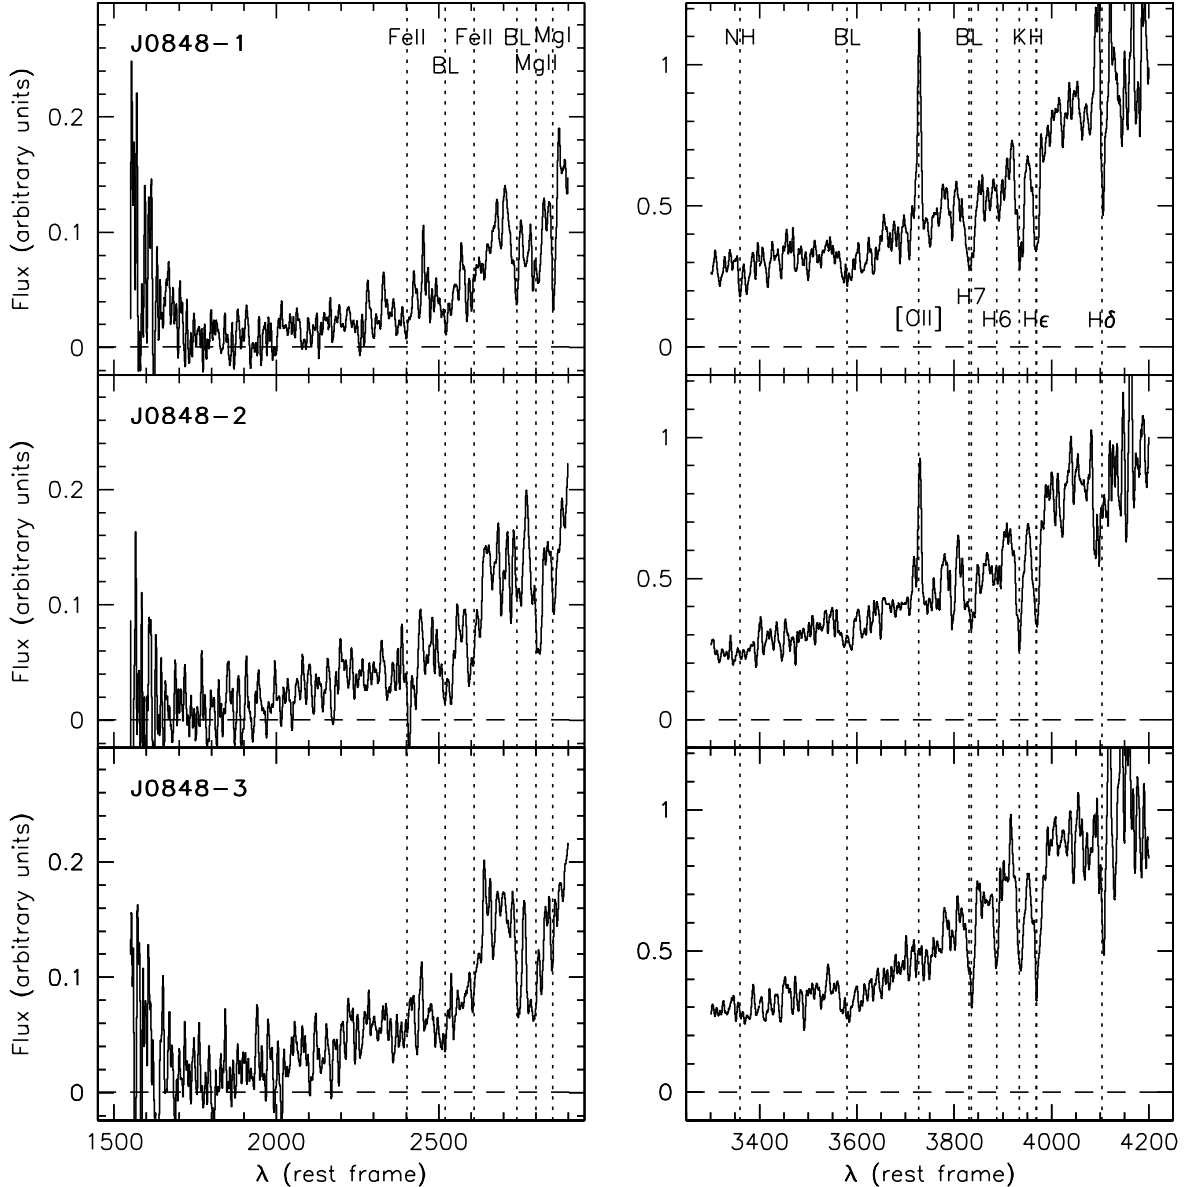 J0848-1
FeII
BL
FeII
BL
MgI
MgII
NH
BL
BL
K
H
[OII]
H7
H6
Hϵ
Hδ
1
0.5
0
0.2
0.1
0
Flux (arbitrary units)
J0848-2
0.2
0.1
0
Flux (arbitrary units)
1
0.5
0
J0848-3
0.2
0.1
0
Flux (arbitrary units)
1
0.5
0
1500
2000
2500
λ (rest frame)
3400
3600
3800
4000
4200
λ (rest frame)